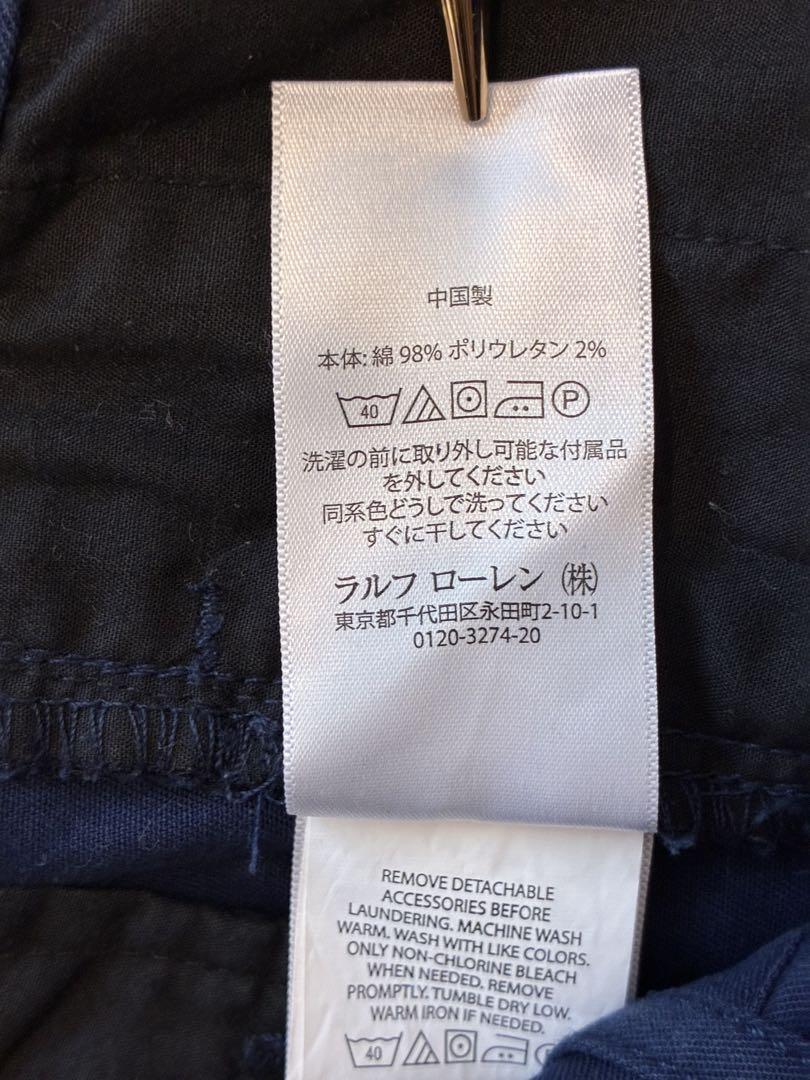 中国製
本体: 綿 98% ポリウレタン 2%
40 P
洗濯の前に取り外し可能な付属品
を外してください
同系色どうしで洗ってください
すぐに干してください
ラルフ ローレン (株)
東京都千代田区永田町2-10-1
0120-3274-20
REMOVE DETACHABLE
ACCESSORIES BEFORE
LAUNDERING. MACHINE WASH
WARM. WASH WITH LIKE COLORS.
ONLY NON-CHLORINE BLEACH
WHEN NEEDED. REMOVE
PROMPTLY. TUMBLE DRY LOW.
WARM IRON IF NEEDED.
40